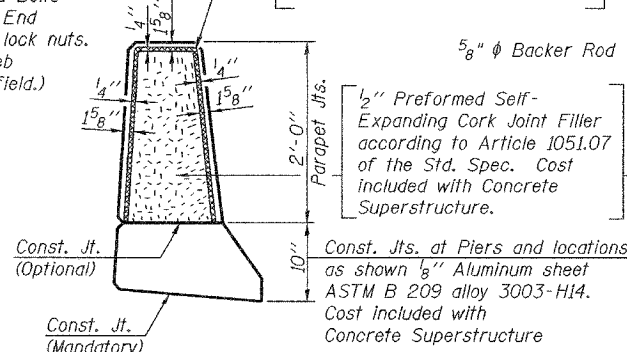 End
lock nuts.
field.)
1/4"
1 5/8"
1/4"
1 5/8"
1/4"
1 5/8"
2'-0"
Parapet Jts.
10"
5/8" ϕ Backer Rod
1/2" Preformed Self-
Expanding Cork Joint Filler
according to Article 1051.07
of the Std. Spec. Cost
included with Concrete
Superstructure.
Const. Jt.
(Optional)
Const. Jt.
(Mandatory)
Const. Jts. at Piers and locations
as shown 1/8" Aluminum sheet
ASTM B 209 alloy 3003-H14.
Cost included with
Concrete Superstructure